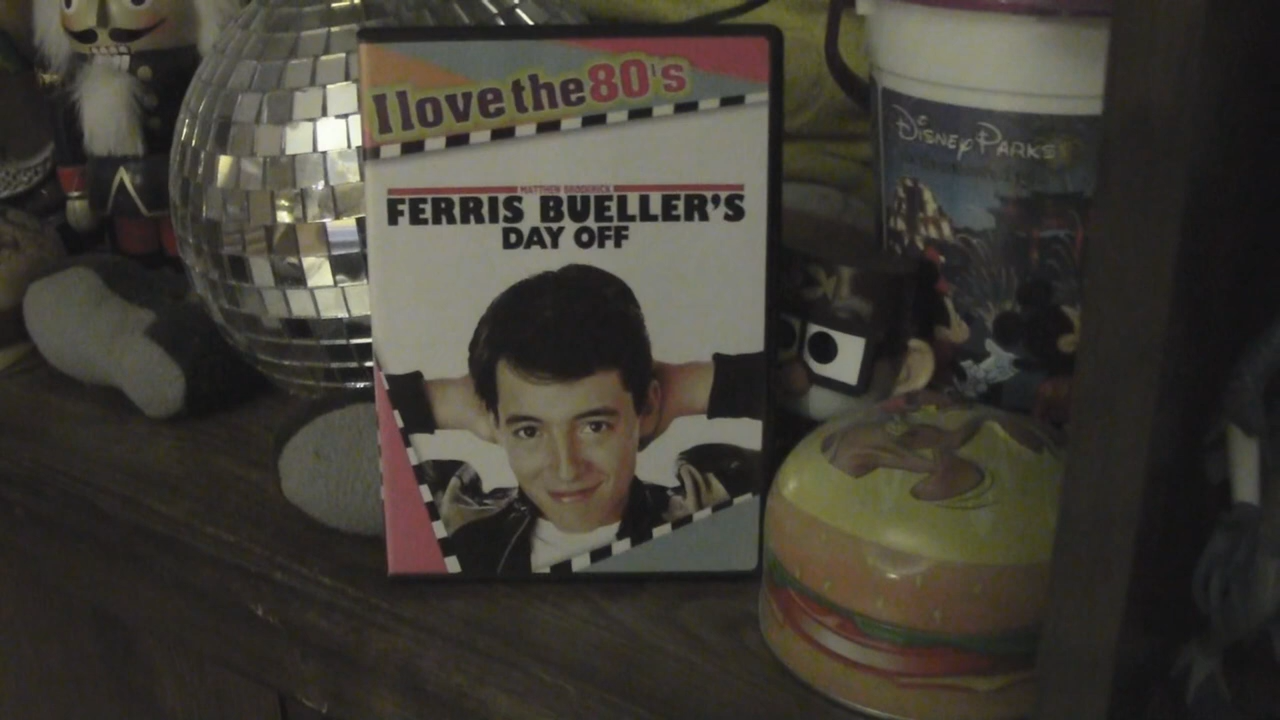 I love the 80's
MATTHEW BRODERICK
FERRIS BUELLER'S
DAY OFF
DISNEY PARKS